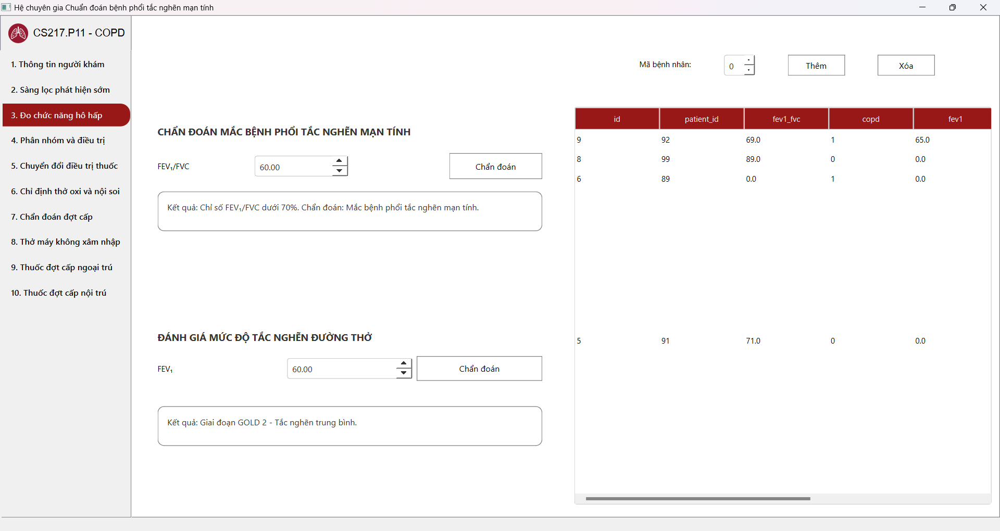 Hệ chuyên gia Chuẩn đoán bệnh phổi tắc nghẽn mạn tính
CS217.P11 - COPD
1. Thông tin người khám
2. Sàng lọc phát hiện sớm
3. Đo chức năng hô hấp
4. Phân nhóm và điều trị
5. Chuyển đổi điều trị thuốc
6. Chỉ định thở oxi và nội soi
7. Chẩn đoán đợt cấp
8. Thở máy không xâm nhập
9. Thuốc đợt cấp ngoại trú
10. Thuốc đợt cấp nội trú
CHẨN ĐOÁN MẮC BỆNH PHỔI TẮC NGHẼN MẠN TÍNH
FEV₁/FVC 60.00 Chẩn đoán
Kết quả: Chỉ số FEV₁/FVC dưới 70%. Chẩn đoán: Mắc bệnh phổi tắc nghẽn mạn tính.
ĐÁNH GIÁ MỨC ĐỘ TẮC NGHẼN ĐƯỜNG THỞ
FEV₁ 60.00 Chẩn đoán
Kết quả: Giai đoạn GOLD 2 - Tắc nghẽn trung bình.
Mã bệnh nhân: 0 Thêm Xóa
id patient_id fev1_fvc copd fev1
9 92 69.0 1 65.0
8 99 89.0 0 0.0
6 89 0.0 1 0.0
5 91 71.0 0 0.0